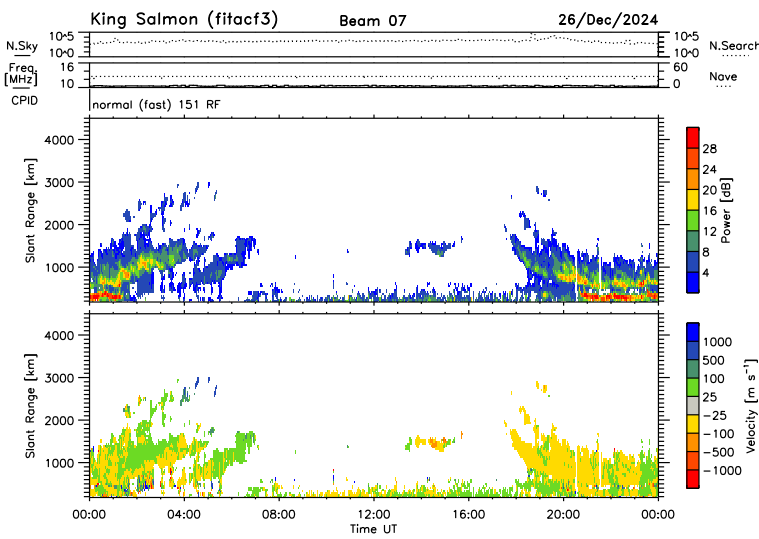 King Salmon (fitacf3) Beam 07 26/Dec/2024
N.Sky 10^5 10^0 10^5 10^0 N.Search
Freq [MHz] 16 10 60 0 Nave
CPID normal (fast) 151 RF
Slant Range [km]
4000
3000
2000
1000
28
24
20
16
12
8
4
Power [dB]
Slant Range [km]
4000
3000
2000
1000
1000
500
100
25
-25
-100
-500
-1000
Velocity [m s⁻¹]
00:00 04:00 08:00 12:00 16:00 20:00 00:00
Time UT